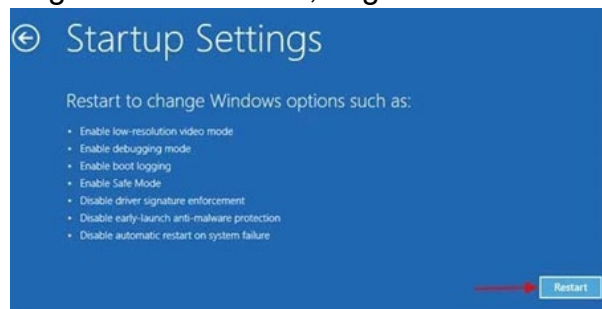 Startup Settings
Restart to change Windows options such as:
• Enable low-resolution video mode
• Enable debugging mode
• Enable boot logging
• Enable Safe Mode
• Disable driver signature enforcement
• Disable early-launch anti-malware protection
• Disable automatic restart on system failure
Restart